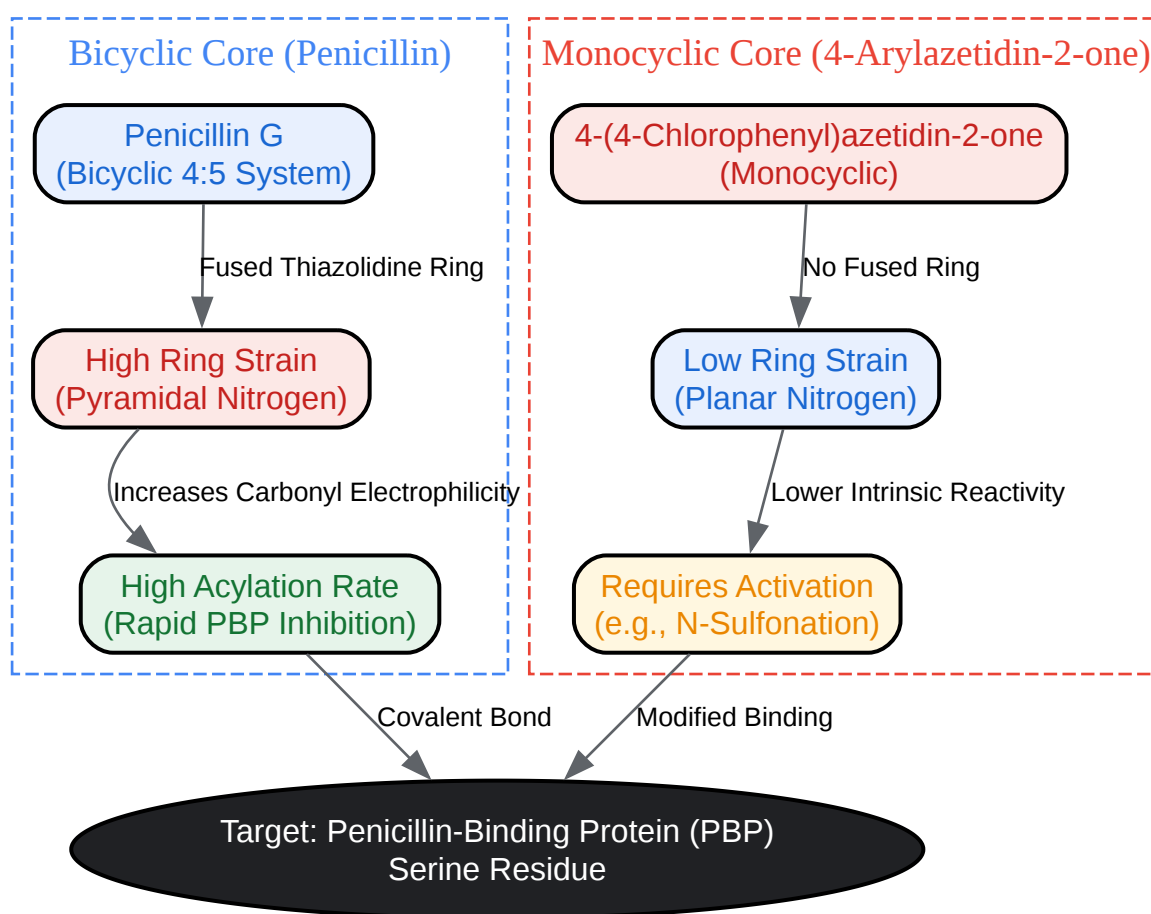 Bicyclic Core (Penicillin)
Penicillin G
(Bicyclic 4:5 System)
Fused Thiazolidine Ring
High Ring Strain
(Pyramidal Nitrogen)
Increases Carbonyl Electrophilicity
High Acylation Rate
(Rapid PBP Inhibition)
Covalent Bond
Monocyclic Core (4-Arylazetidin-2-one)
4-(4-Chlorophenyl)azetidin-2-one
(Monocyclic)
No Fused Ring
Low Ring Strain
(Planar Nitrogen)
Lower Intrinsic Reactivity
Requires Activation
(e.g., N-Sulfonation)
Modified Binding
Target: Penicillin-Binding Protein (PBP)
Serine Residue